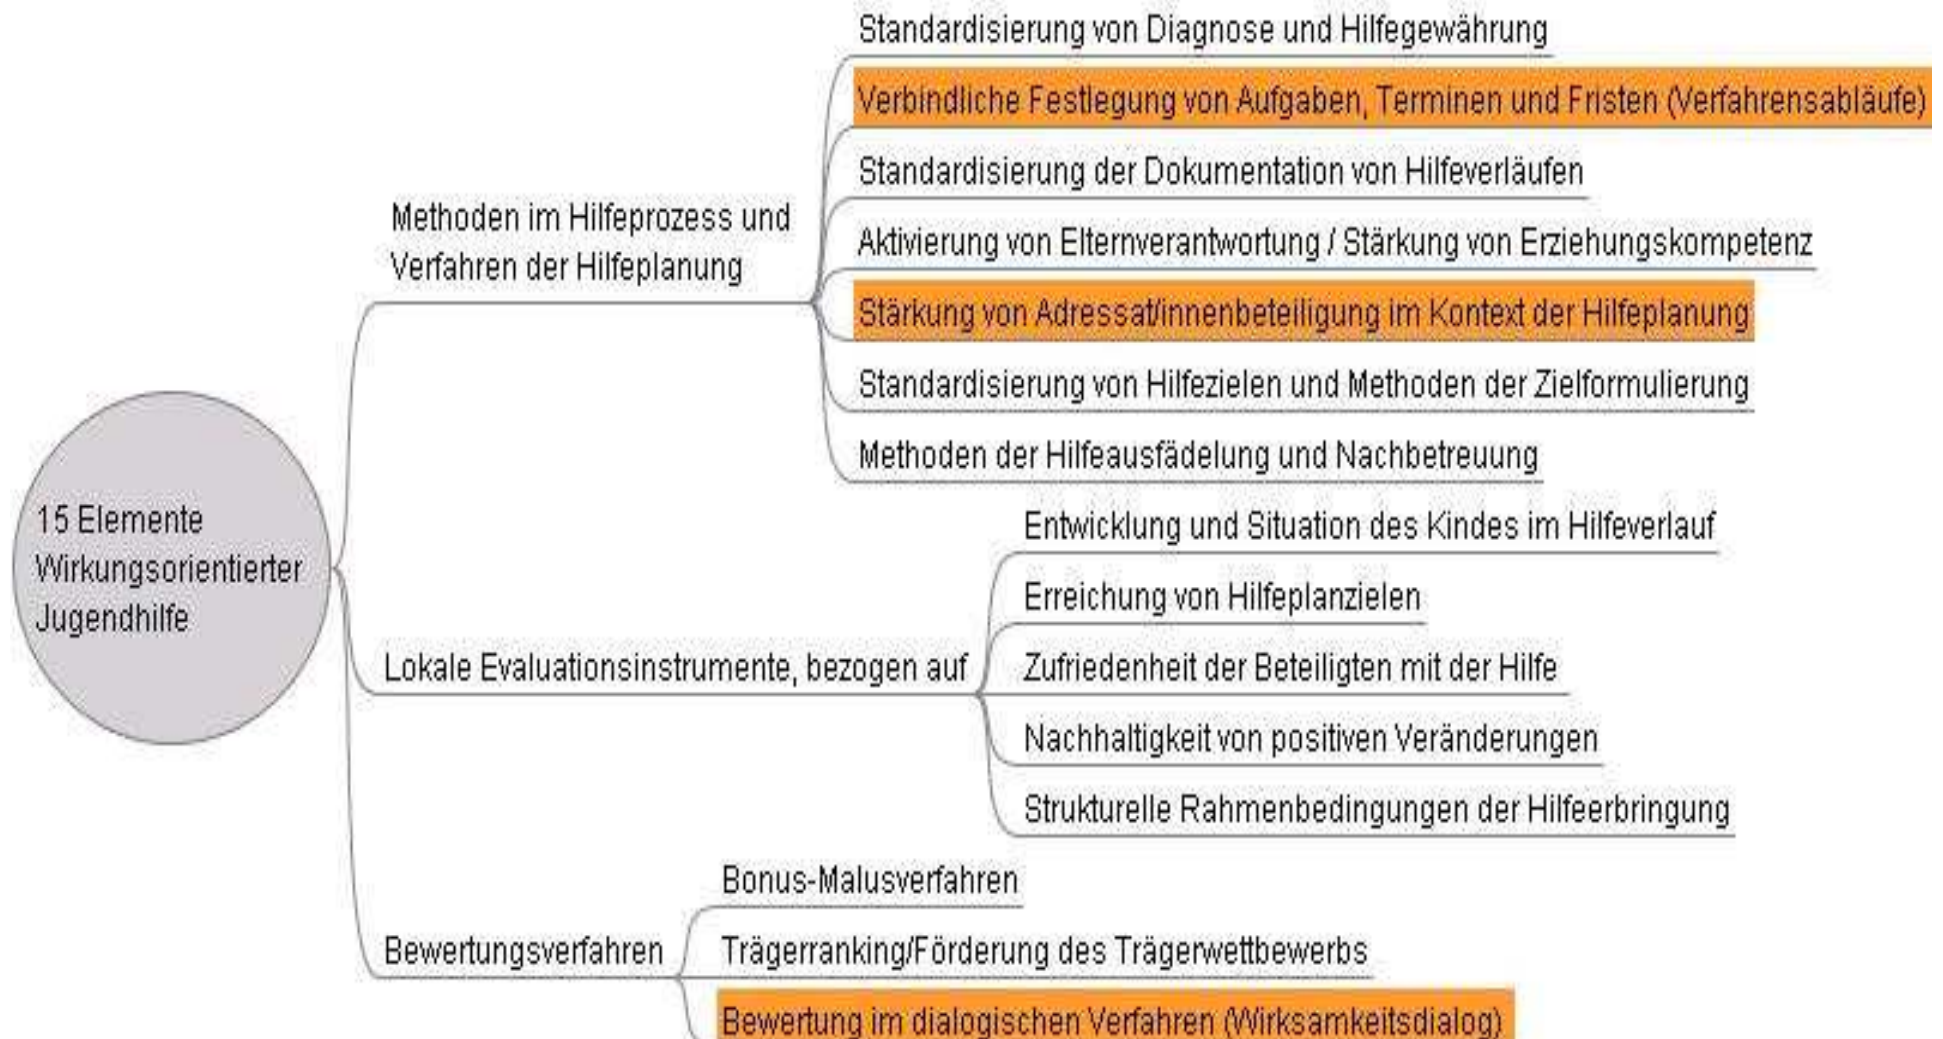 15 Elemente
Wirkungsorientierter
Jugendhilfe
Methoden im Hilfeprozess und
Verfahren der Hilfeplanung
Standardisierung von Diagnose und Hilfegewährung
Verbindliche Festlegung von Aufgaben, Terminen und Fristen (Verfahrensabläufe)
Standardisierung der Dokumentation von Hilfeverläufen
Aktivierung von Elternverantwortung / Stärkung von Erziehungskompetenz
Stärkung von Adressat/innenbeteiligung im Kontext der Hilfeplanung
Standardisierung von Hilfezielen und Methoden der Zielformulierung
Methoden der Hilfeausfädelung und Nachbetreuung
Lokale Evaluationsinstrumente, bezogen auf
Entwicklung und Situation des Kindes im Hilfeverlauf
Erreichung von Hilfeplanzielen
Zufriedenheit der Beteiligten mit der Hilfe
Nachhaltigkeit von positiven Veränderungen
Strukturelle Rahmenbedingungen der Hilfeerbringung
Bewertungsverfahren
Bonus-Malusverfahren
Trägerranking/Förderung des Trägerwettbewerbs
Bewertung im dialogischen Verfahren (Wirksamkeitsdialog)